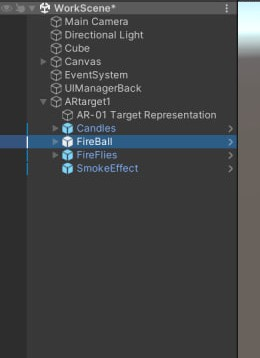 WorkScene*
Main Camera
Directional Light
Cube
Canvas
EventSystem
UIManagerBack
ARtarget1
AR-01 Target Representation
Candles
FireBall
FireFlies
SmokeEffect